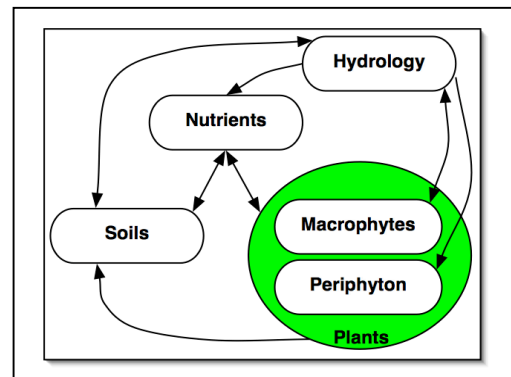 Hydrology
Nutrients
Soils
Macrophytes
Periphyton
Plants